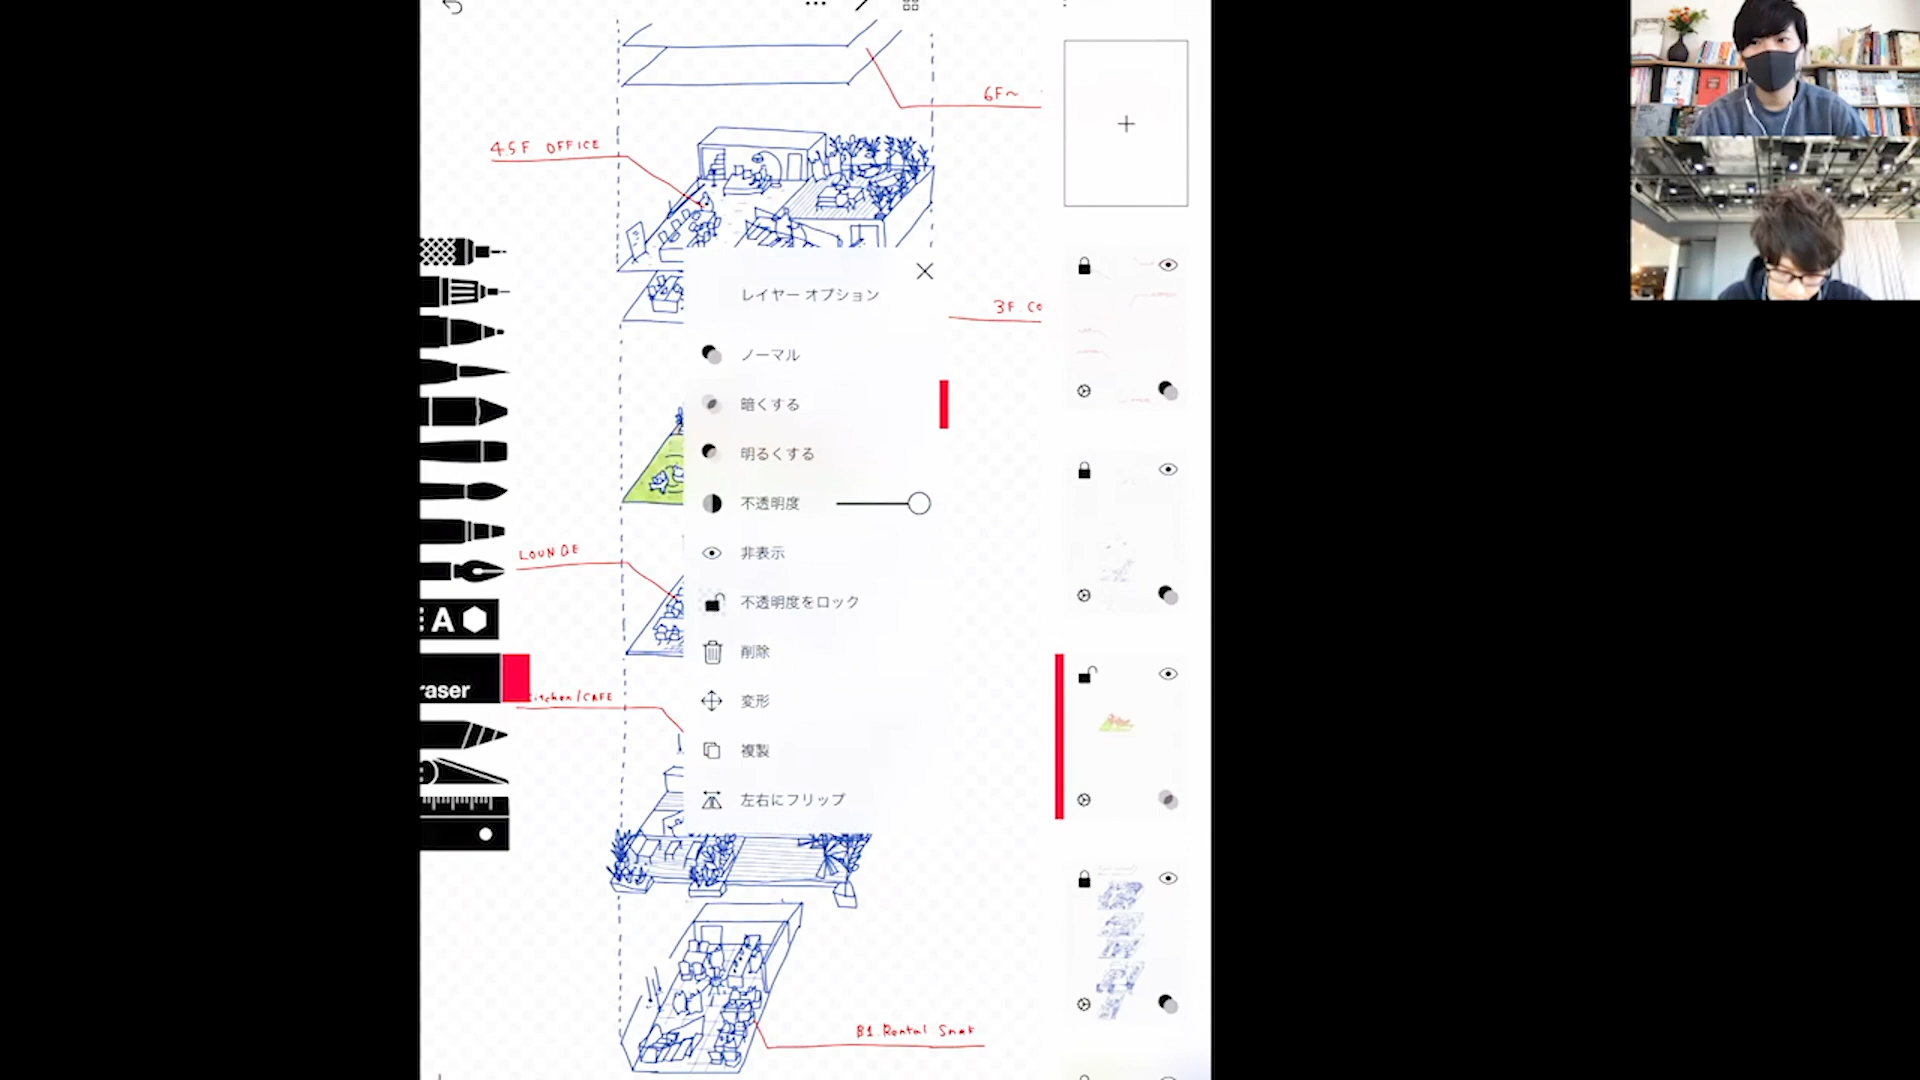 6F~
4.5F OFFICE
レイヤー オプション
3F.CO
ノーマル
暗くする
明るくする
不透明度
LOUNGE
非表示
不透明度をロック
A
削除
raser
Kitchen/CAFE
変形
複製
左右にフリップ
B1.Rental